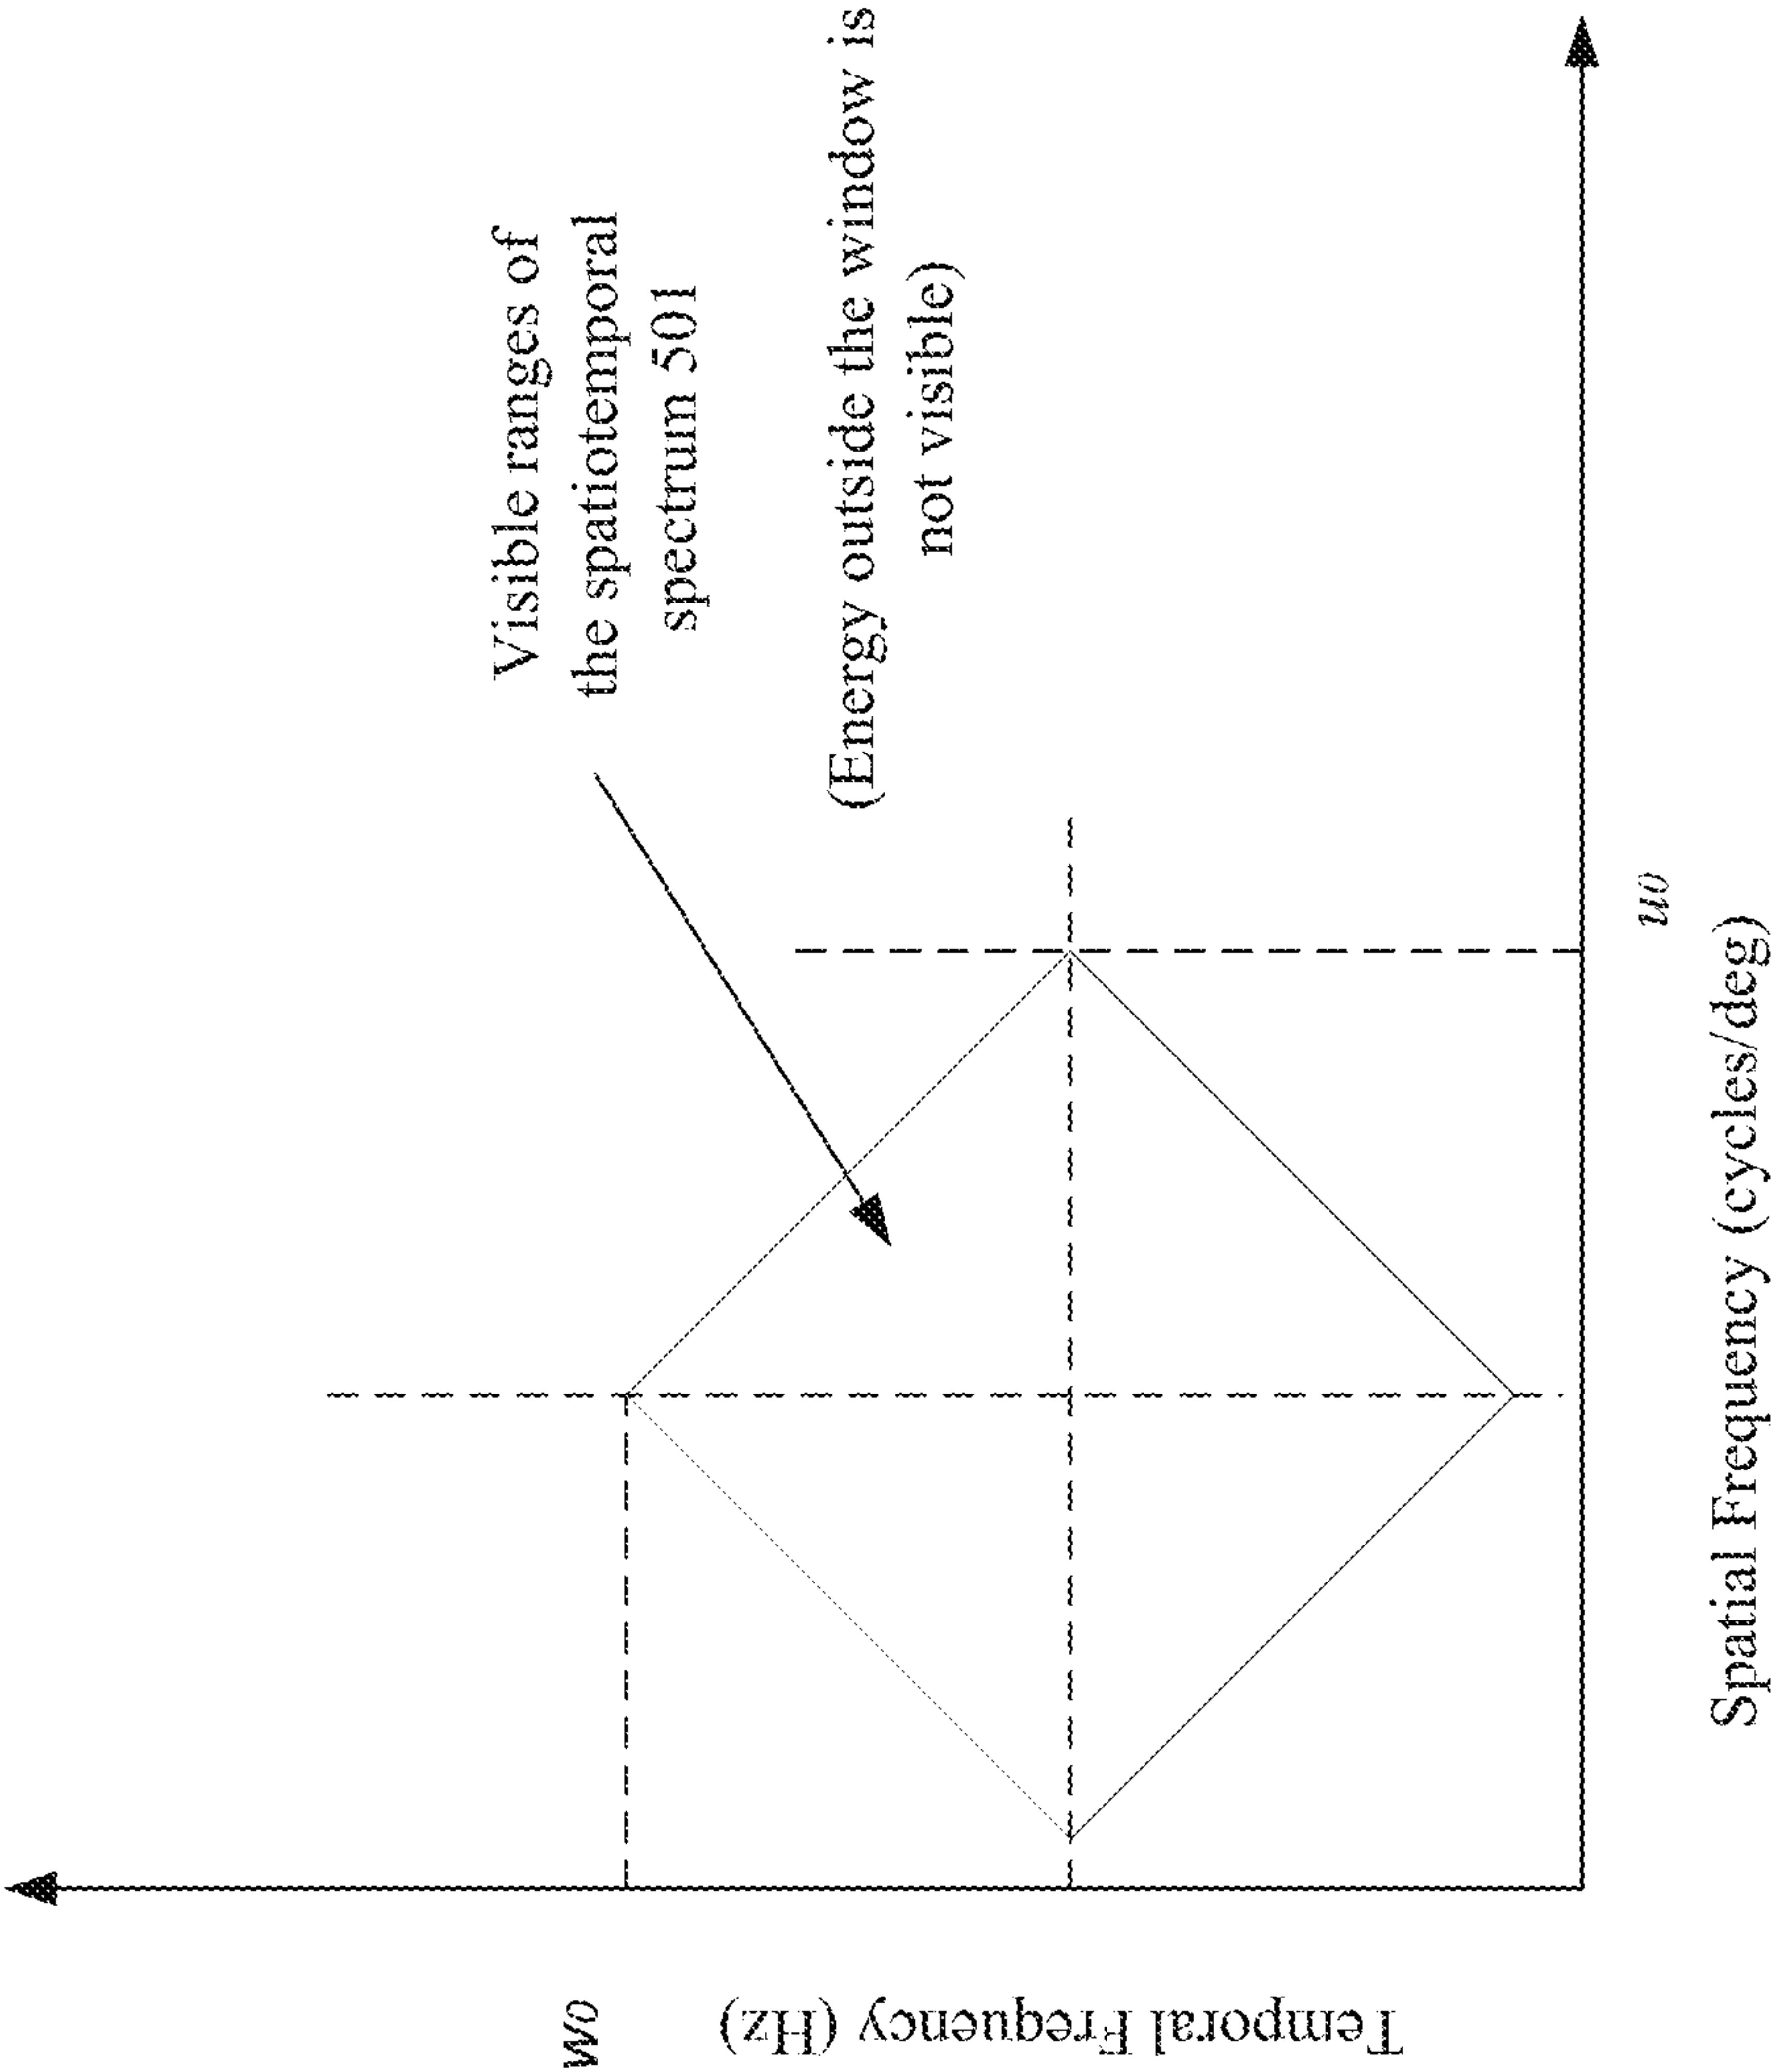 Visible ranges of
the spatiotemporal
spectrum 501
(Energy outside the window is
not visible)
w0
Temporal Frequency (Hz)
u0
Spatial Frequency (cycles/deg)